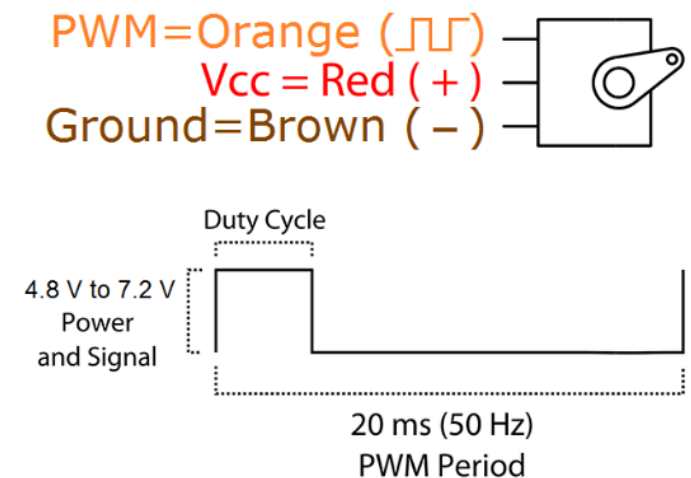 PWM=Orange (⎍⎍)
Vcc = Red ( + )
Ground=Brown ( − )
Duty Cycle
4.8 V to 7.2 V
Power
and Signal
20 ms (50 Hz)
PWM Period